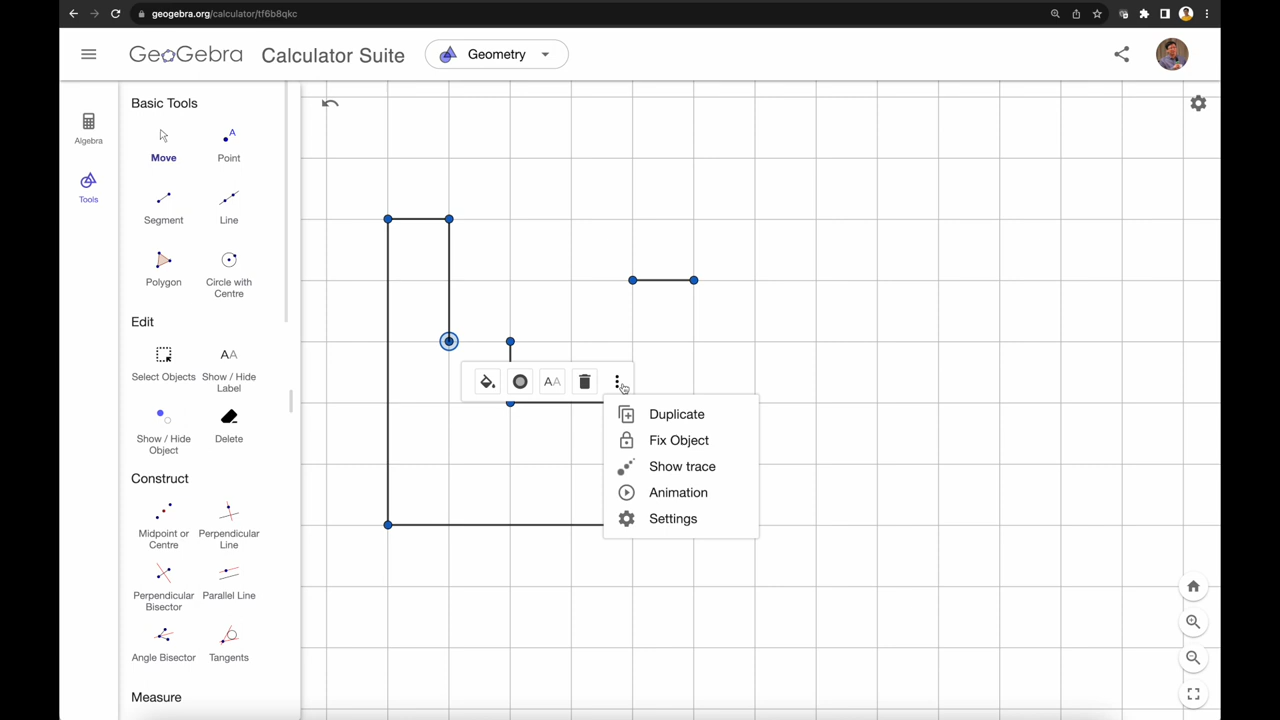 geogebra.org/calculator/tf6b8qkc
GeoGebra
Calculator Suite
Geometry
Algebra
Tools
Basic Tools
Move
A
Point
Segment
Line
Polygon
Circle with
Centre
Edit
Select Objects
AA
Show / Hide
Label
Show / Hide
Object
Delete
Construct
Midpoint or
Centre
Perpendicular
Line
Perpendicular
Bisector
Parallel Line
Angle Bisector
Tangents
Measure
AA
Duplicate
Fix Object
Show trace
Animation
Settings